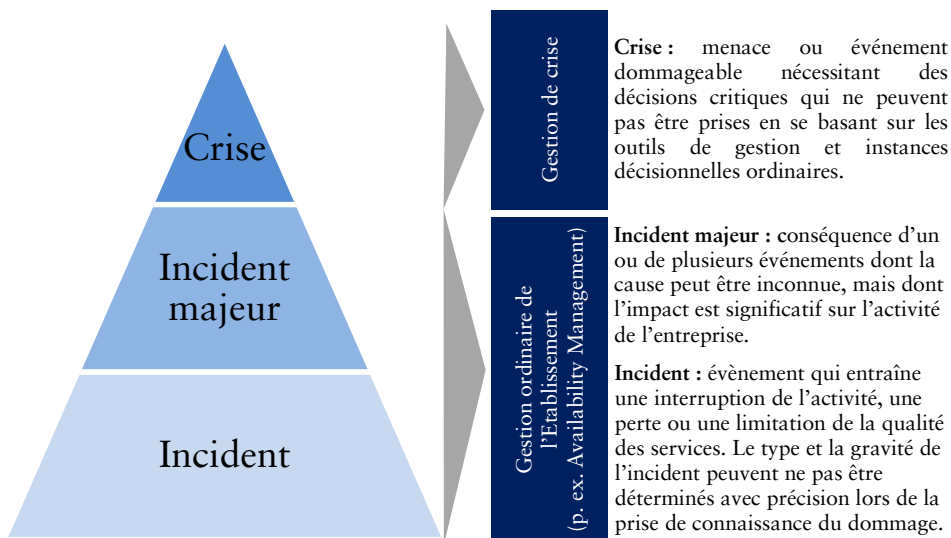 Crise
Incident
majeur
Incident
Gestion de crise
Gestion ordinaire de
l’Etablissement
(p. ex. Availability Management)
Crise : menace ou événement
dommageable nécessitant des
décisions critiques qui ne peuvent
pas être prises en se basant sur les
outils de gestion et instances
décisionnelles ordinaires.
Incident majeur : conséquence d’un
ou de plusieurs événements dont la
cause peut être inconnue, mais dont
l’impact est significatif sur l’activité
de l’entreprise.
Incident : évènement qui entraîne
une interruption de l’activité, une
perte ou une limitation de la qualité
des services. Le type et la gravité de
l’incident peuvent ne pas être
déterminés avec précision lors de la
prise de connaissance du dommage.